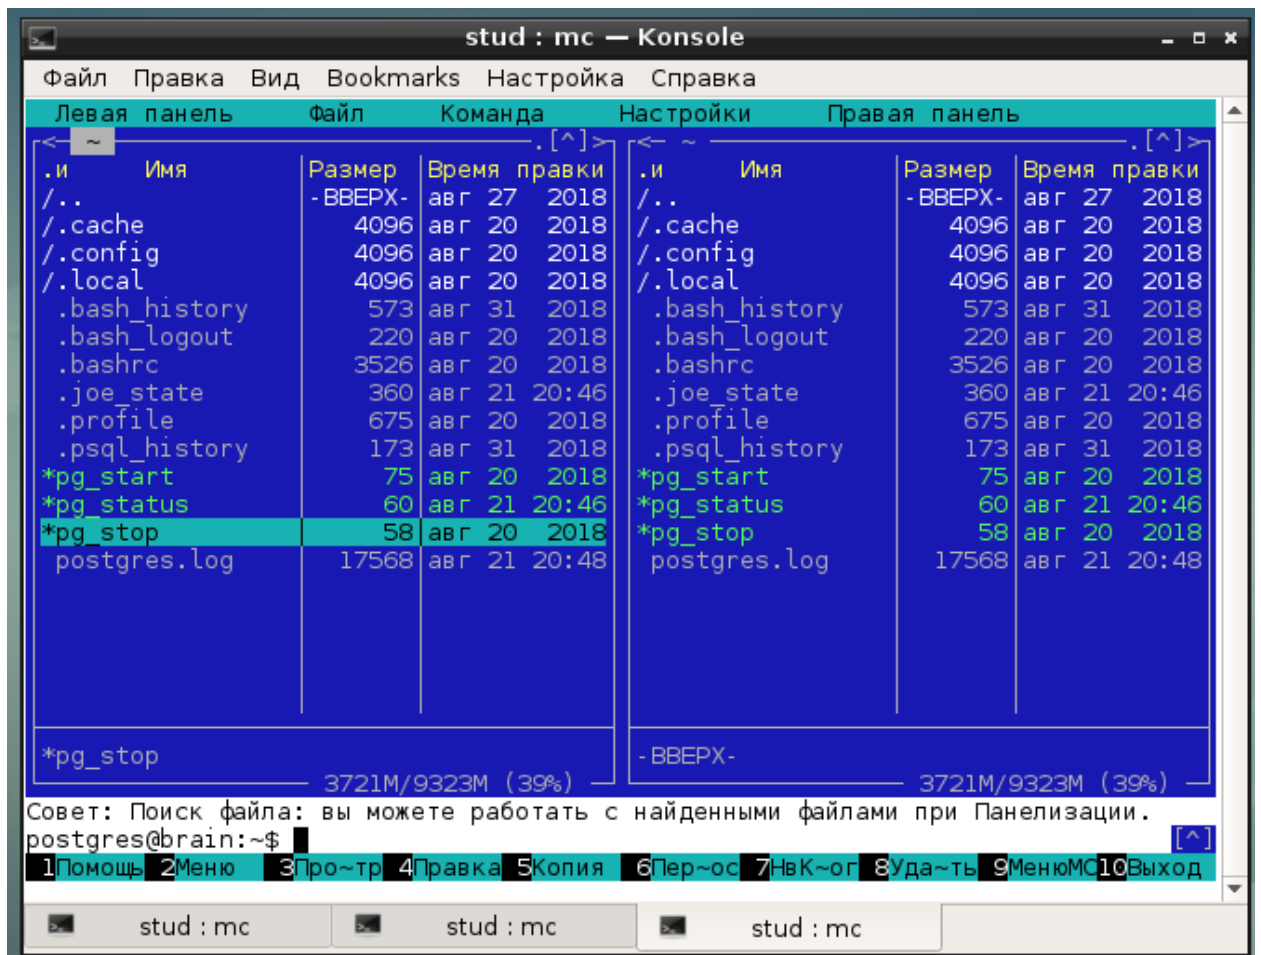 stud : mc — Konsole
Файл Правка Вид Bookmarks Настройка Справка
Левая панель Файл Команда Настройки Правая панель
<— ~ .[^]> <— ~ .[^]>
.и Имя Размер Время правки .и Имя Размер Время правки
/.. -ВВЕРХ- авг 27 2018 /.. -ВВЕРХ- авг 27 2018
/.cache 4096 авг 20 2018 /.cache 4096 авг 20 2018
/.config 4096 авг 20 2018 /.config 4096 авг 20 2018
/.local 4096 авг 20 2018 /.local 4096 авг 20 2018
.bash_history 573 авг 31 2018 .bash_history 573 авг 31 2018
.bash_logout 220 авг 20 2018 .bash_logout 220 авг 20 2018
.bashrc 3526 авг 20 2018 .bashrc 3526 авг 20 2018
.joe_state 360 авг 21 20:46 .joe_state 360 авг 21 20:46
.profile 675 авг 20 2018 .profile 675 авг 20 2018
.psql_history 173 авг 31 2018 .psql_history 173 авг 31 2018
*pg_start 75 авг 20 2018 *pg_start 75 авг 20 2018
*pg_status 60 авг 21 20:46 *pg_status 60 авг 21 20:46
*pg_stop 58 авг 20 2018 *pg_stop 58 авг 20 2018
postgres.log 17568 авг 21 20:48 postgres.log 17568 авг 21 20:48
*pg_stop -ВВЕРХ-
3721M/9323M (39%) 3721M/9323M (39%)
Совет: Поиск файла: вы можете работать с найденными файлами при Панелизации.
postgres@brain:~$ [^]
1Помощь 2Меню 3Про~тр 4Правка 5Копия 6Пер~ос 7НвК~ог 8Уда~ть 9МенюМС10Выход
stud : mc stud : mc stud : mc